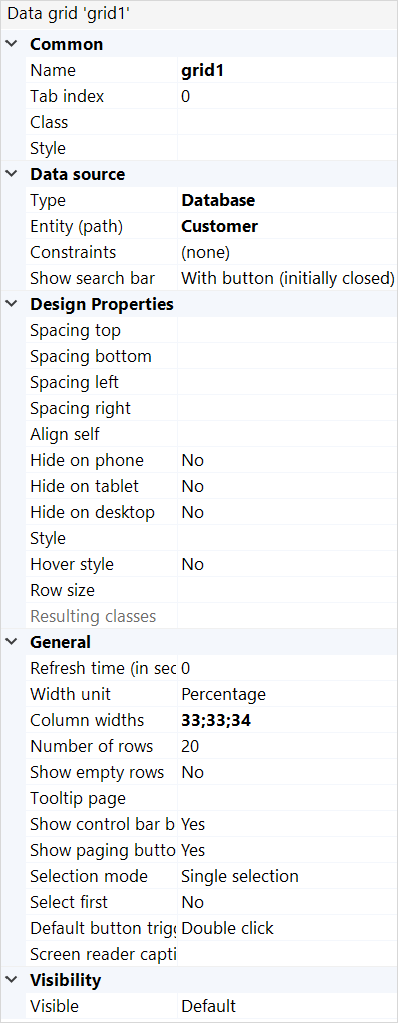 Data grid 'grid1'
Common
Name grid1
Tab index 0
Class
Style
Data source
Type Database
Entity (path) Customer
Constraints (none)
Show search bar With button (initially closed)
Design Properties
Spacing top
Spacing bottom
Spacing left
Spacing right
Align self
Hide on phone No
Hide on tablet No
Hide on desktop No
Style
Hover style No
Row size
Resulting classes
General
Refresh time (in sec 0
Width unit Percentage
Column widths 33;33;34
Number of rows 20
Show empty rows No
Tooltip page
Show control bar b Yes
Show paging butto Yes
Selection mode Single selection
Select first No
Default button trigg Double click
Screen reader capti
Visibility
Visible Default